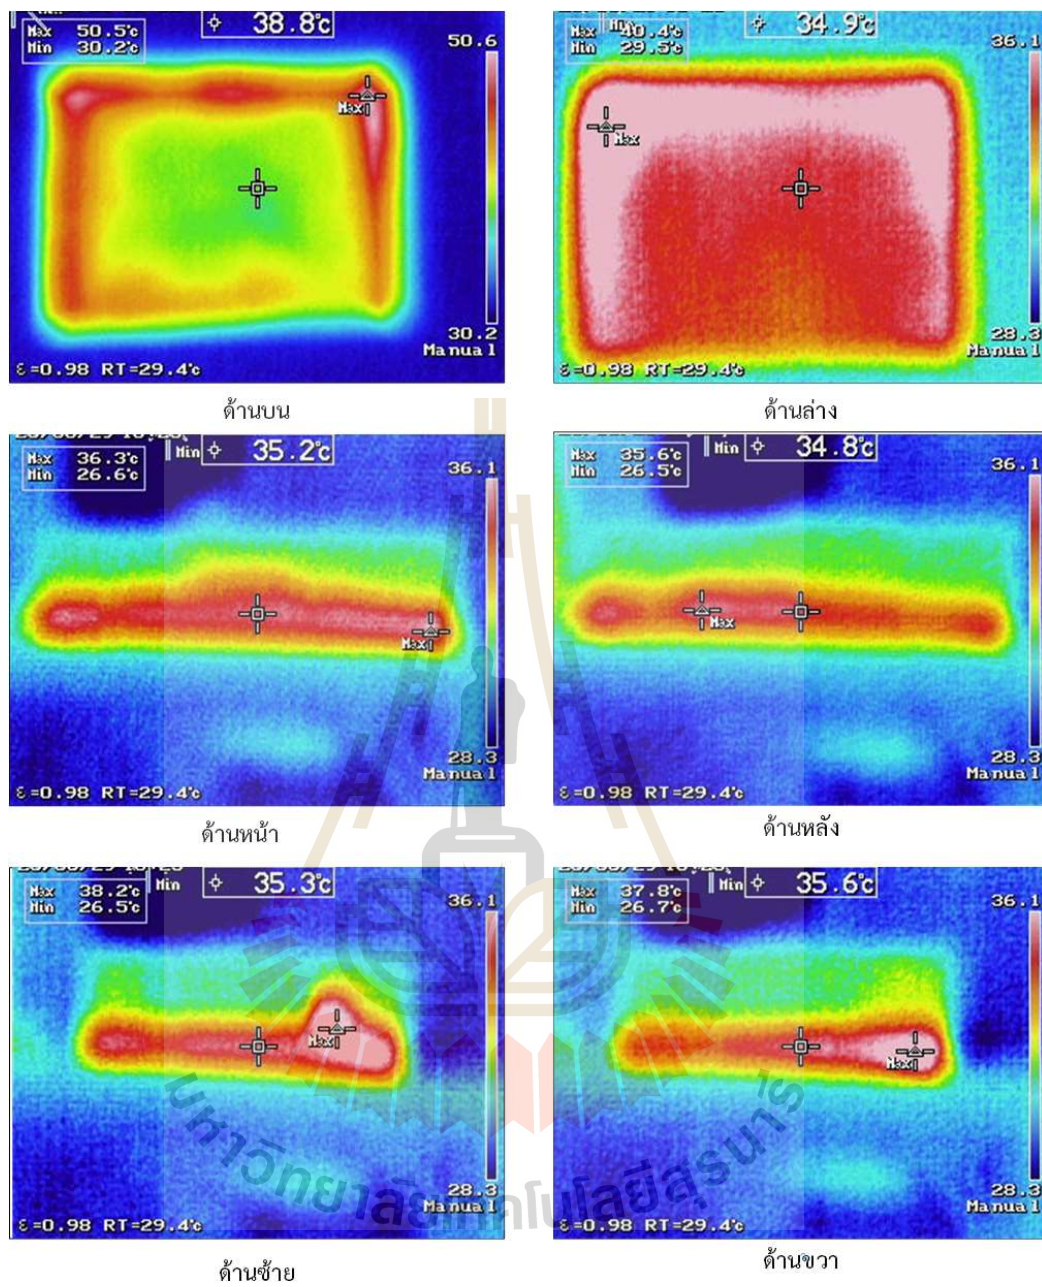 Max 50.5°c
Min 30.2°c
38.8°c
50.6
30.2
Manual
ε=0.98 RT=29.4°c
Max
ด้านบน
Max 40.4°c
Min 29.5°c
34.9°c
36.1
28.3
Manual
ε=0.98 RT=29.4°c
Max
ด้านล่าง
Max 36.3°c
Min 26.6°c
Min
35.2°c
36.1
28.3
Manual
ε=0.98 RT=29.4°c
Max
ด้านหน้า
Max 35.6°c
Min 26.5°c
Min
34.8°c
36.1
28.3
Manual
ε=0.98 RT=29.4°c
Max
ด้านหลัง
Max 38.2°c
Min 26.5°c
Min
35.3°c
36.1
28.3
Manual
ε=0.98 RT=29.4°c
Max
ด้านซ้าย
Max 37.8°c
Min 26.7°c
Min
35.6°c
36.1
28.3
Manual
ε=0.98 RT=29.4°c
Max
ด้านขวา
มหาวิทยาลัยเทคโนโลยีสุรนารี